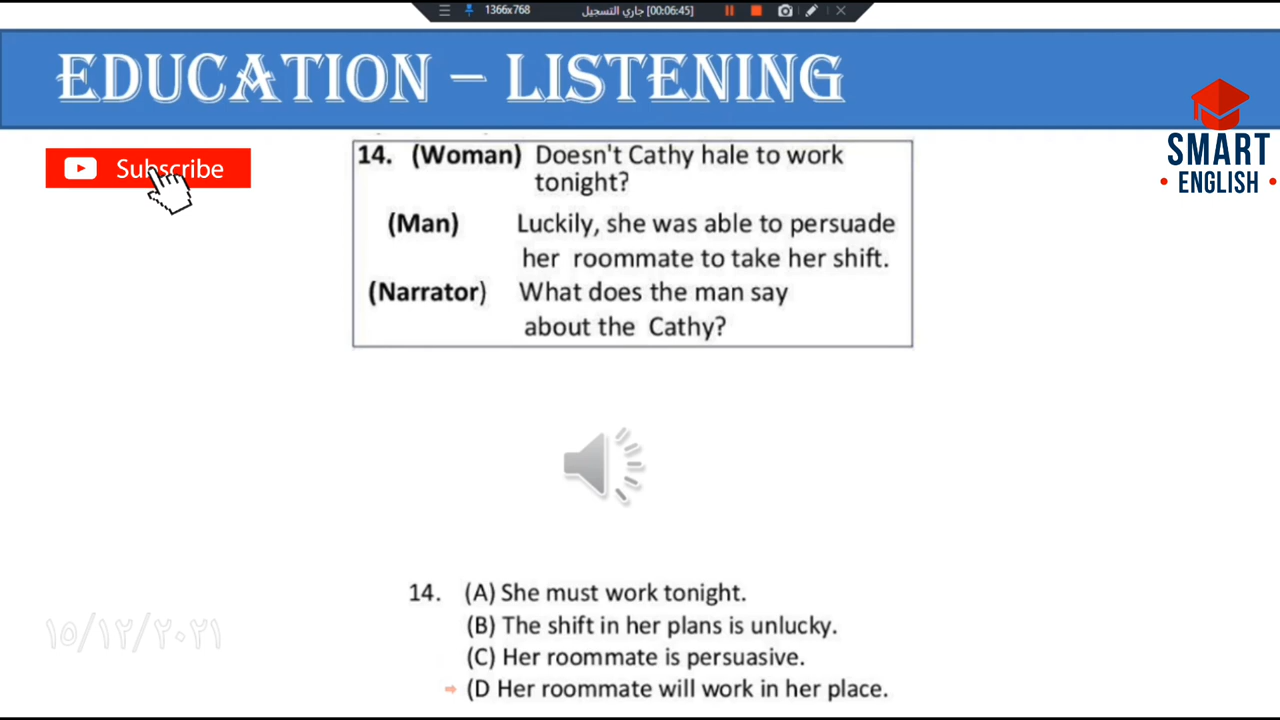 1366x768 [00:06:45] جاري التسجيل
EDUCATION – LISTENING
Subscribe
SMART
• ENGLISH •
14. (Woman) Doesn't Cathy hale to work
tonight?
(Man) Luckily, she was able to persuade
her roommate to take her shift.
(Narrator) What does the man say
about the Cathy?
14. (A) She must work tonight.
(B) The shift in her plans is unlucky.
(C) Her roommate is persuasive.
(D Her roommate will work in her place.
١٥/١٢/٢٠٢١